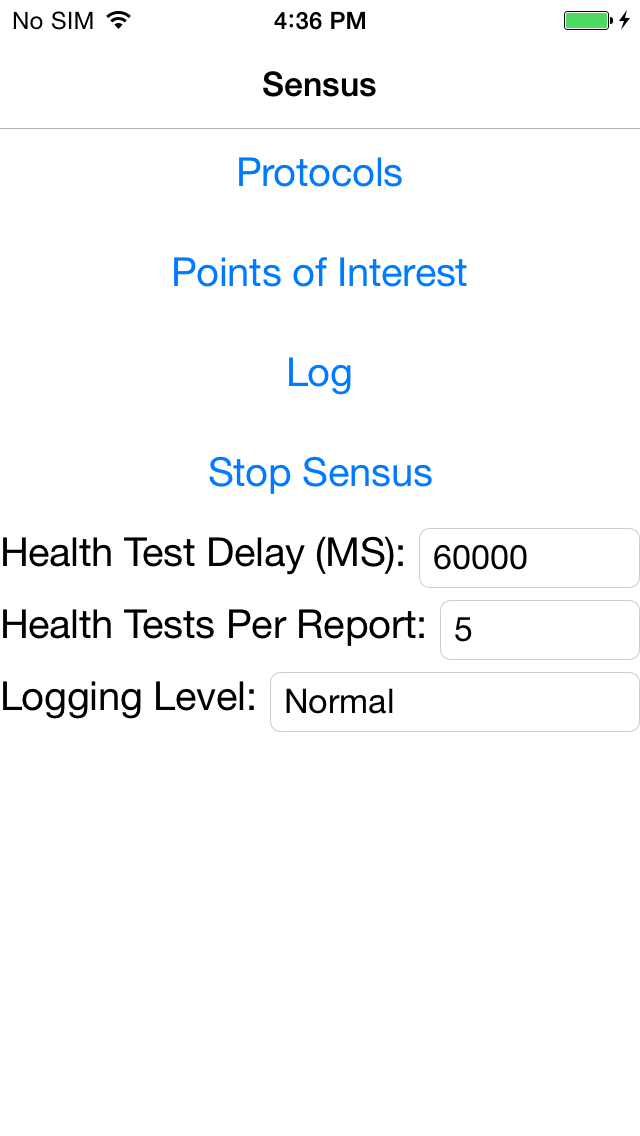 No SIM 4:36 PM
Sensus
Protocols
Points of Interest
Log
Stop Sensus
Health Test Delay (MS): 60000
Health Tests Per Report: 5
Logging Level: Normal